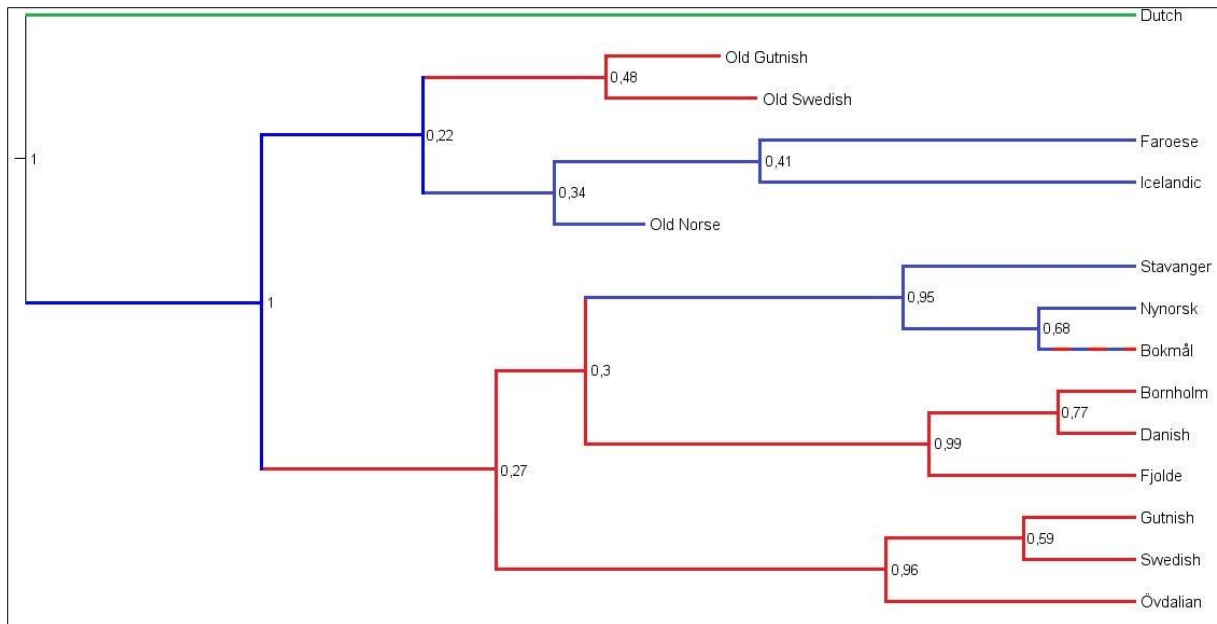 Dutch
Old Gutnish
0,48
Old Swedish
0,22
Faroese
1
0,41
Icelandic
0,34
Old Norse
Stavanger
0,95
1
Nynorsk
0,68
Bokmål
0,3
Bornholm
0,77
Danish
0,99
0,27
Fjolde
Gutnish
0,59
Swedish
0,96
Övdalian